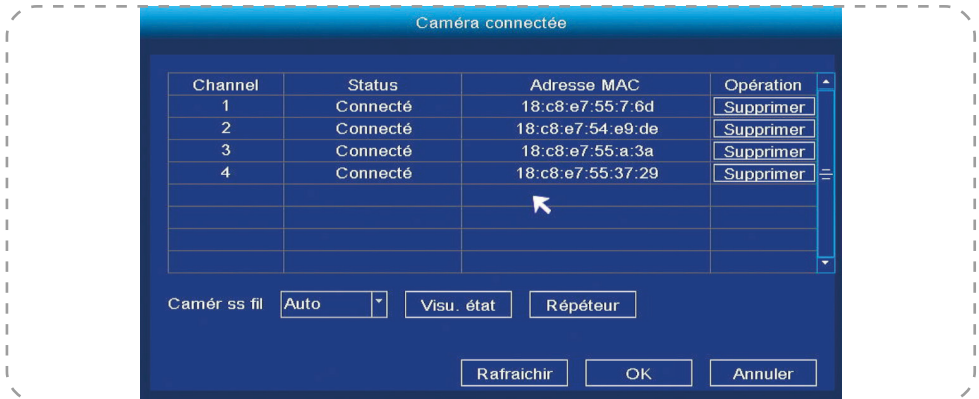 Caméra connectée
Channel Status Adresse MAC Opération
1 Connecté 18:c8:e7:55:7:6d Supprimer
2 Connecté 18:c8:e7:54:e9:de Supprimer
3 Connecté 18:c8:e7:55:a:3a Supprimer
4 Connecté 18:c8:e7:55:37:29 Supprimer
Camér ss fil Auto Visu. état Répéteur
Rafraichir OK Annuler